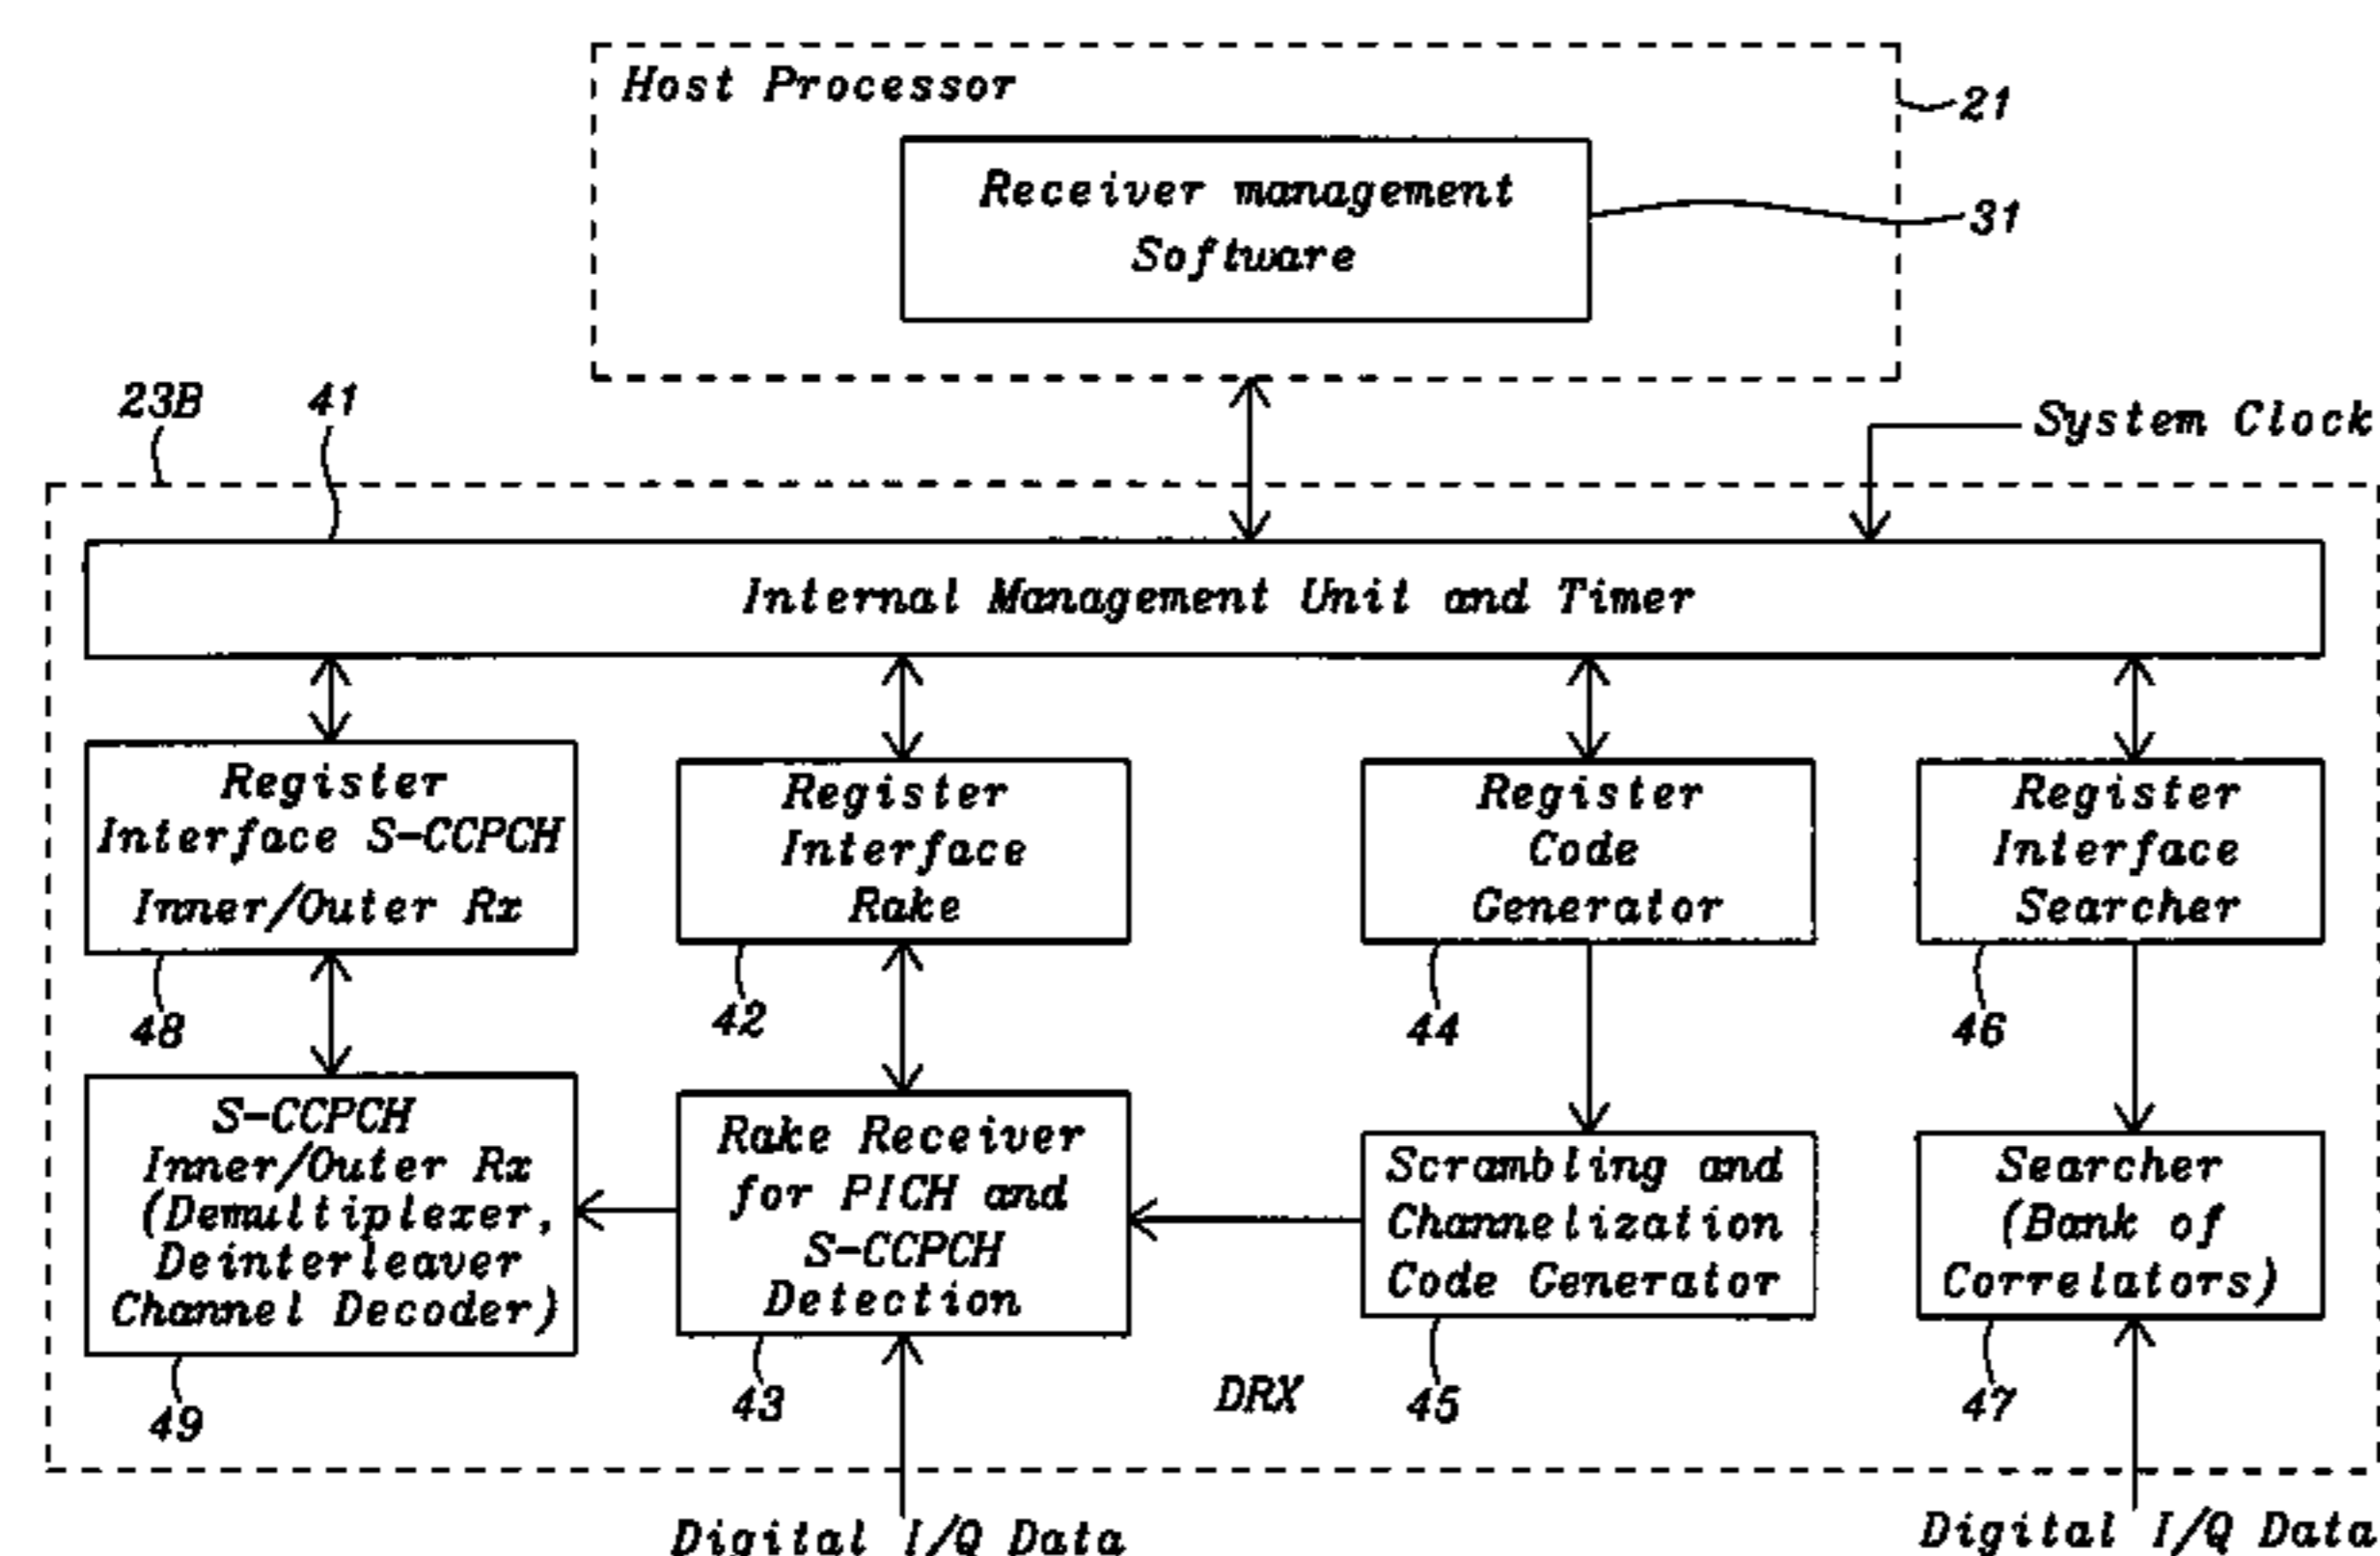 Host Processor
21
Receiver management
Software
31
23B
41
System Clock
Internal Management Unit and Timer
Register
Interface S-CCPCH
Inner/Outer Rx
48
Register
Interface
Rake
42
Register
Code
Generator
44
Register
Interface
Searcher
46
S-CCPCH
Inner/Outer Rx
(Demultiplexer,
Deinterleaver
Channel Decoder)
49
Rake Receiver
for PICH and
S-CCPCH
Detection
43
Scrambling and
Channelization
Code Generator
45
Searcher
(Bank of
Correlators)
47
DRX
Digital I/Q Data
Digital I/Q Data